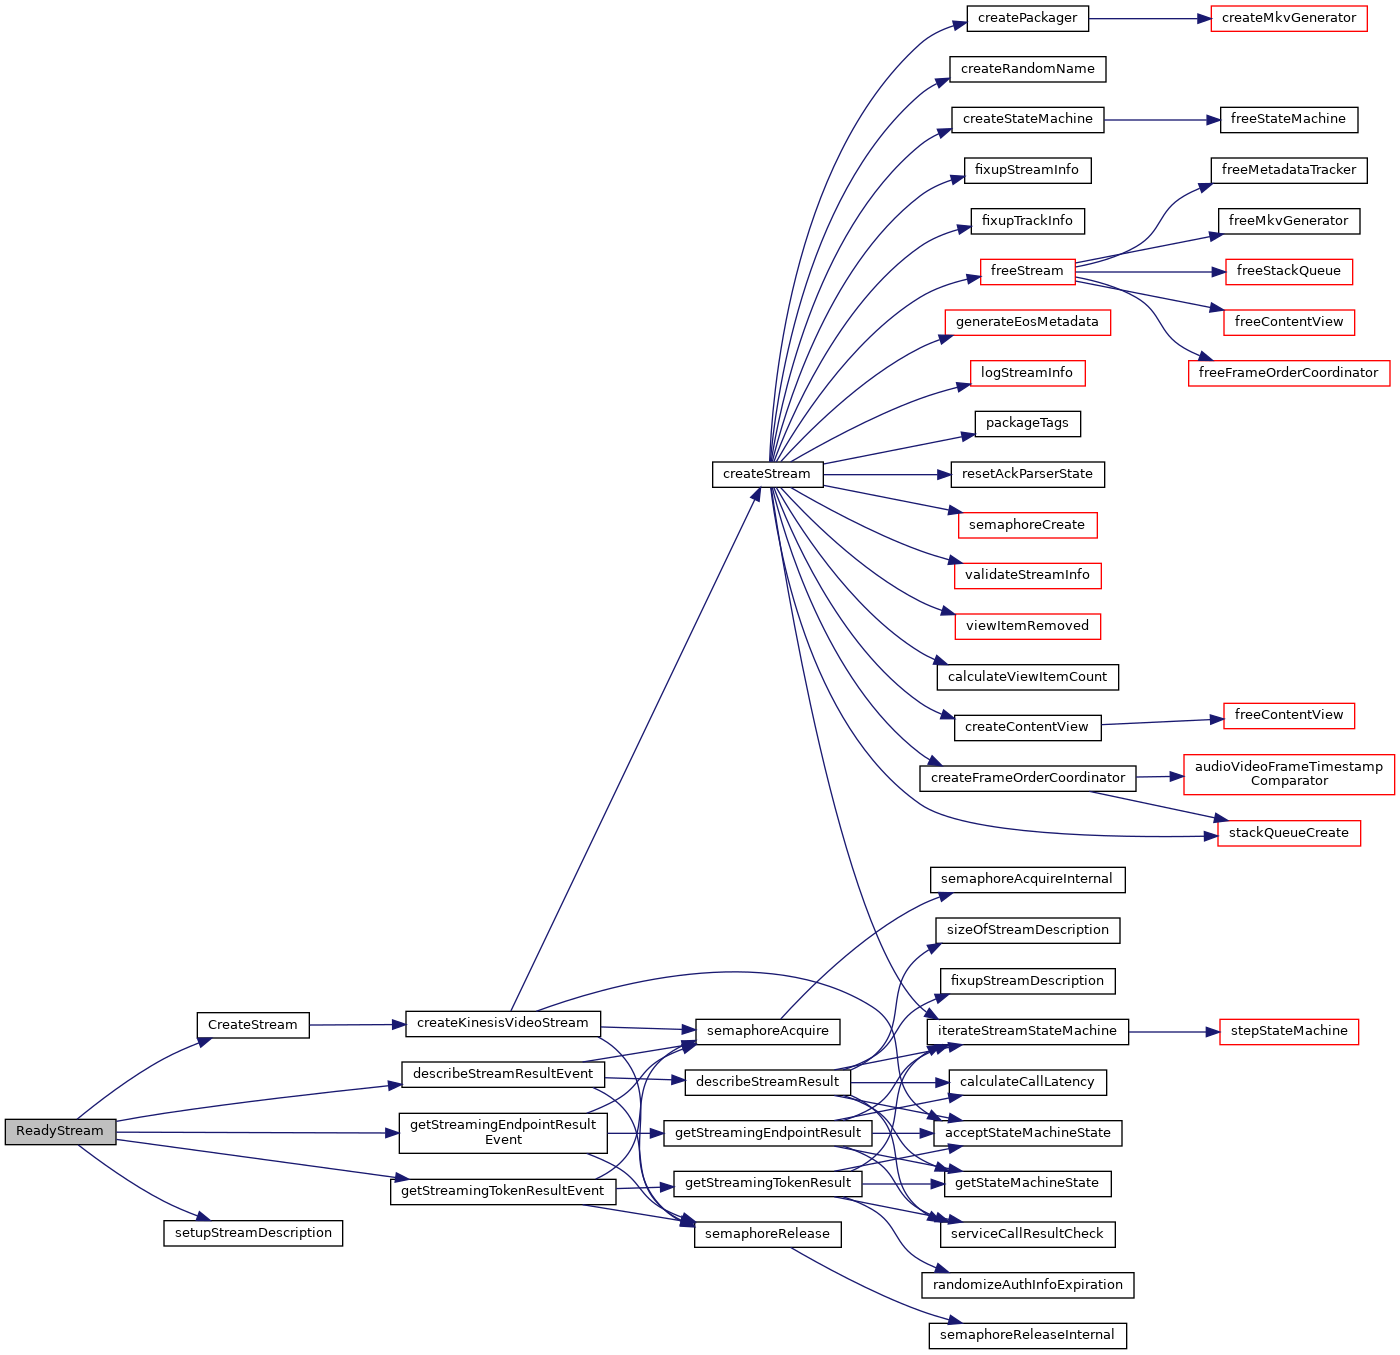 createPackager
createMkvGenerator
createRandomName
createStateMachine
freeStateMachine
fixupStreamInfo
freeMetadataTracker
fixupTrackInfo
freeMkvGenerator
freeStream
freeStackQueue
generateEosMetadata
freeContentView
logStreamInfo
freeFrameOrderCoordinator
packageTags
createStream
resetAckParserState
semaphoreCreate
validateStreamInfo
viewItemRemoved
calculateViewItemCount
createContentView
freeContentView
createFrameOrderCoordinator
audioVideoFrameTimestamp
Comparator
stackQueueCreate
semaphoreAcquireInternal
sizeOfStreamDescription
fixupStreamDescription
CreateStream
createKinesisVideoStream
semaphoreAcquire
iterateStreamStateMachine
stepStateMachine
describeStreamResultEvent
describeStreamResult
calculateCallLatency
ReadyStream
getStreamingEndpointResult
Event
getStreamingEndpointResult
acceptStateMachineState
getStreamingTokenResultEvent
getStreamingTokenResult
getStateMachineState
setupStreamDescription
semaphoreRelease
serviceCallResultCheck
randomizeAuthInfoExpiration
semaphoreReleaseInternal